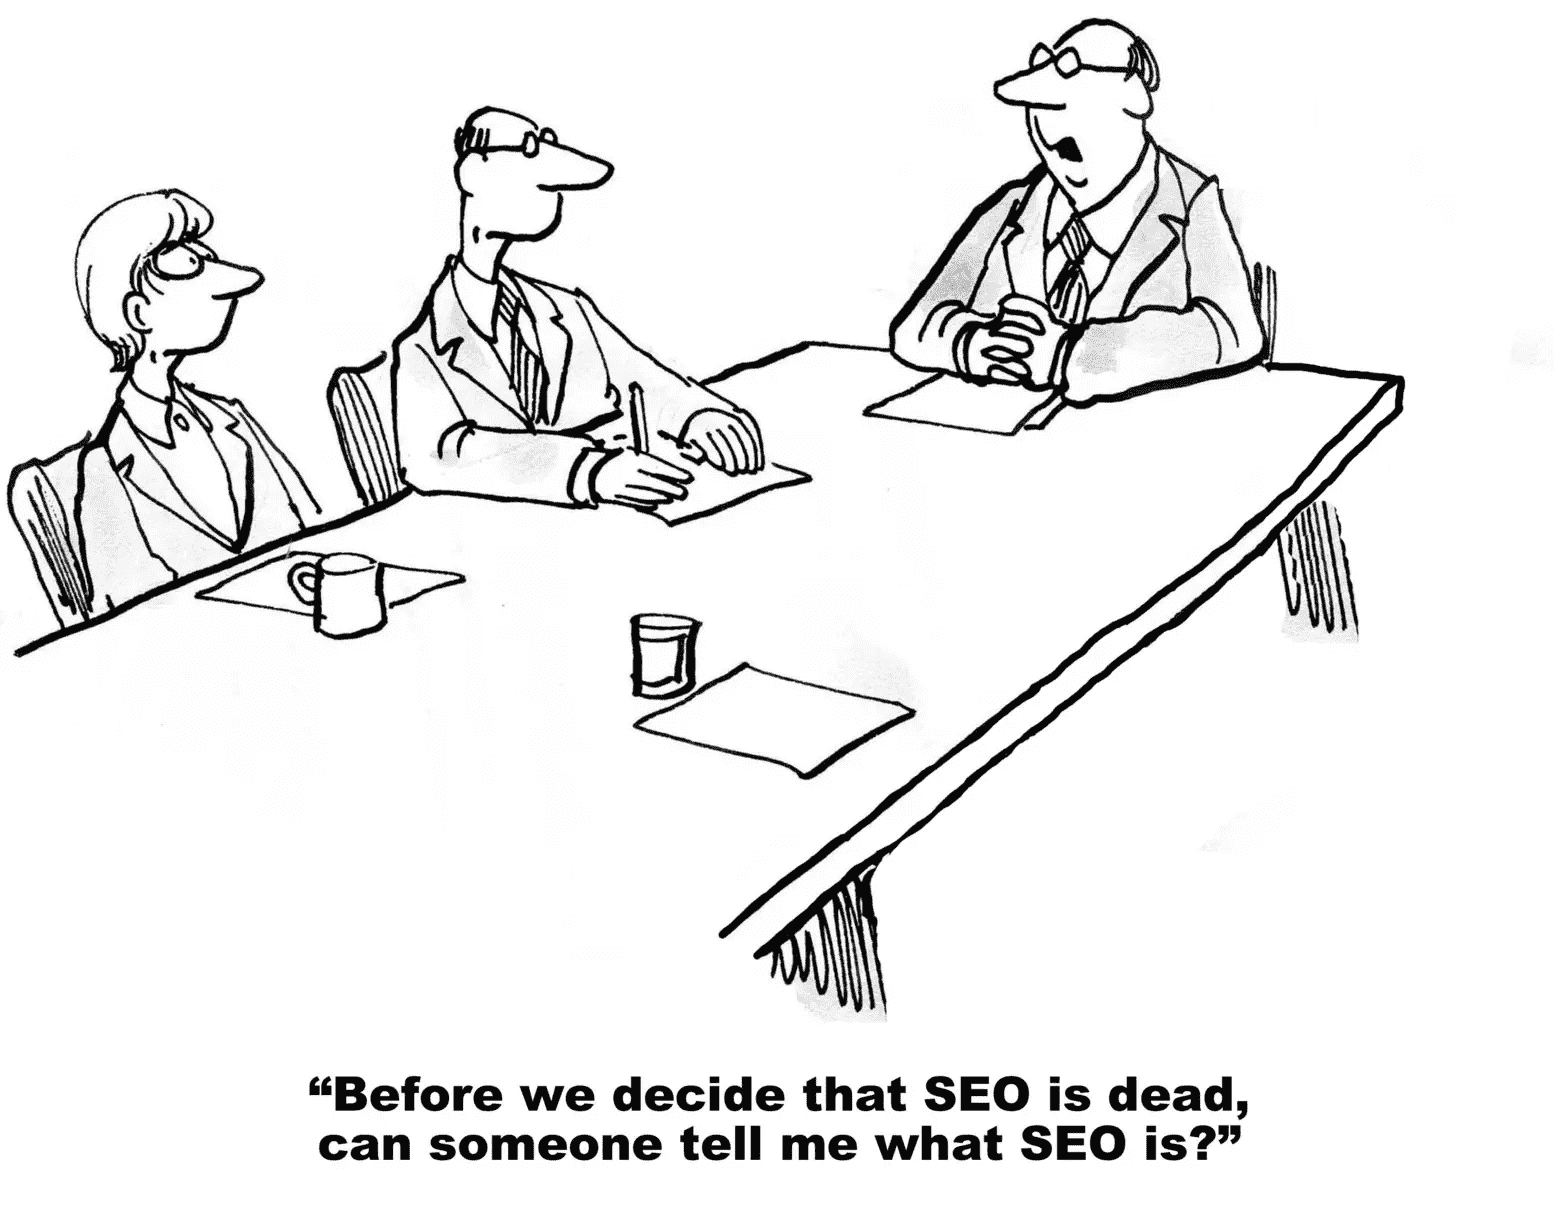 “Before we decide that SEO is dead,
can someone tell me what SEO is?”